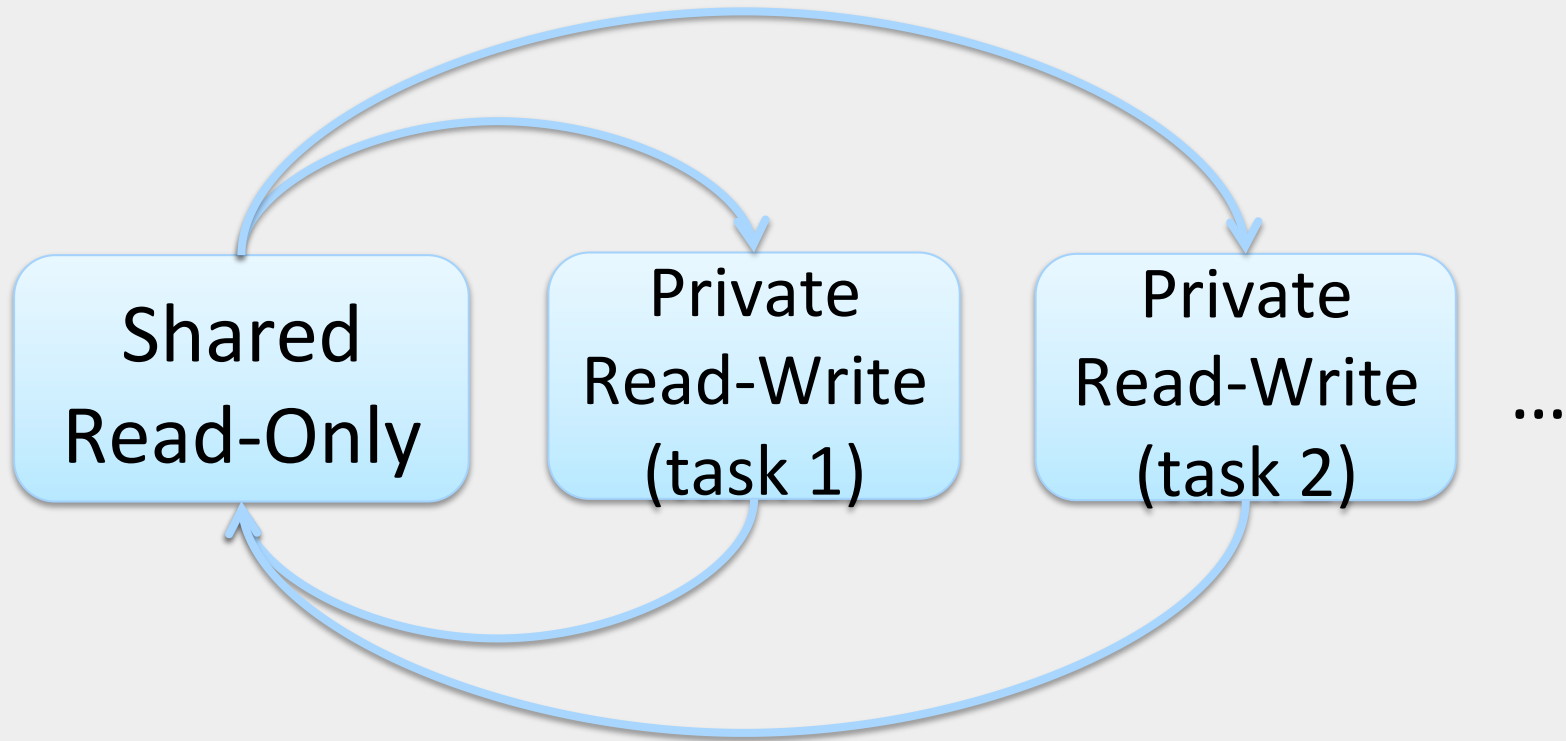 Shared
Read-Only
Private
Read-Write
(task 1)
Private
Read-Write
(task 2)
...